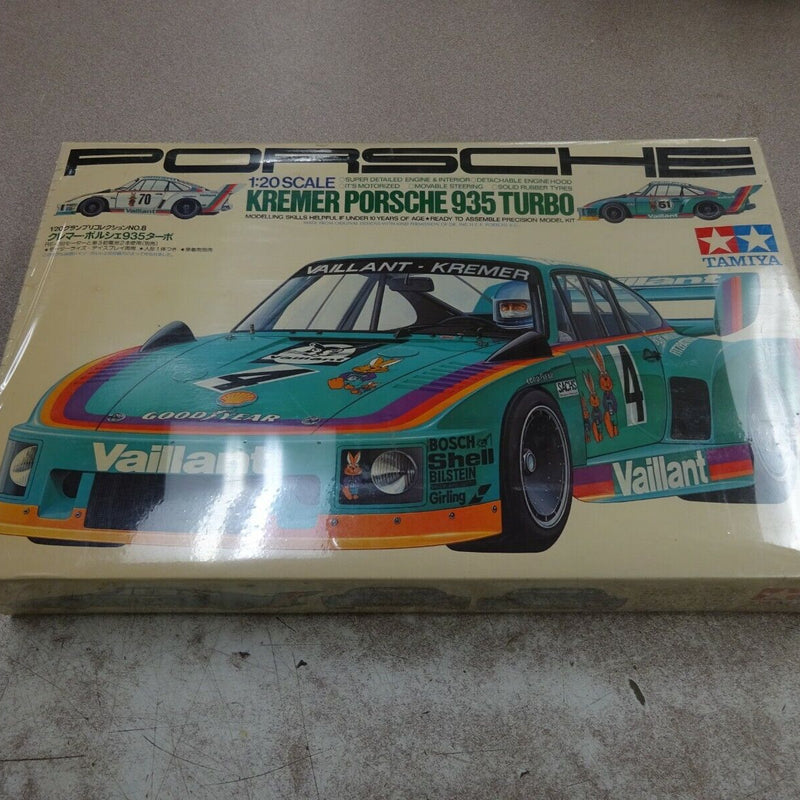 PORSCHE
1:20 SCALE
○SUPER DETAILED ENGINE & INTERIOR ○DETACHABLE ENGINE HOOD
○IT'S MOTORIZED ○MOVABLE STEERING ○SOLID RUBBER TYRES
KREMER PORSCHE 935 TURBO
MODELLING SKILLS HELPFUL IF UNDER 10 YEARS OF AGE ★ READY TO ASSEMBLE PRECISION MODEL KIT
70
Vaillant
51
Vaillant
1/20グランプリコレクションNO.8
クレマー・ポルシェ935ターボ
TAMIYA
VAILLANT - KREMER
Vaillant
Vaillant
4
GOODYEAR
Vaillant
SACHS
4
BOSCH
Shell
BILSTEIN
Girling
Vaillant